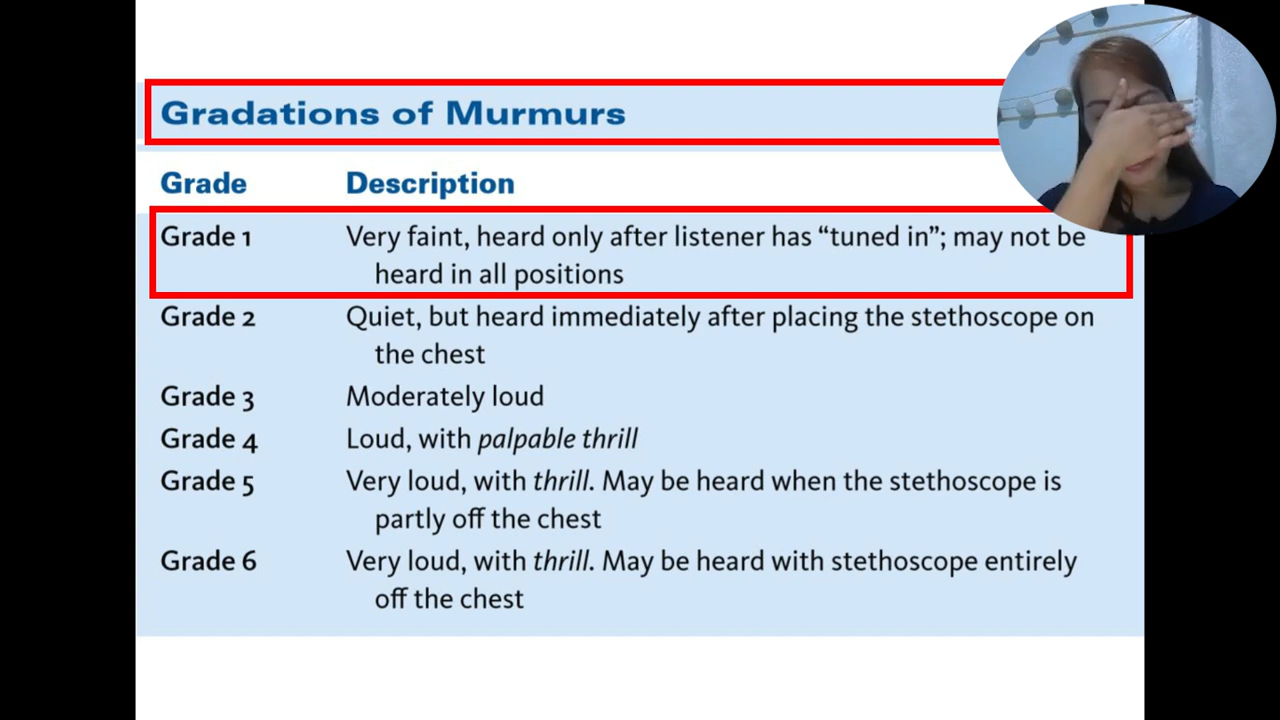 Gradations of Murmurs
Grade Description
Grade 1 Very faint, heard only after listener has “tuned in”; may not be
heard in all positions
Grade 2 Quiet, but heard immediately after placing the stethoscope on
the chest
Grade 3 Moderately loud
Grade 4 Loud, with palpable thrill
Grade 5 Very loud, with thrill. May be heard when the stethoscope is
partly off the chest
Grade 6 Very loud, with thrill. May be heard with stethoscope entirely
off the chest